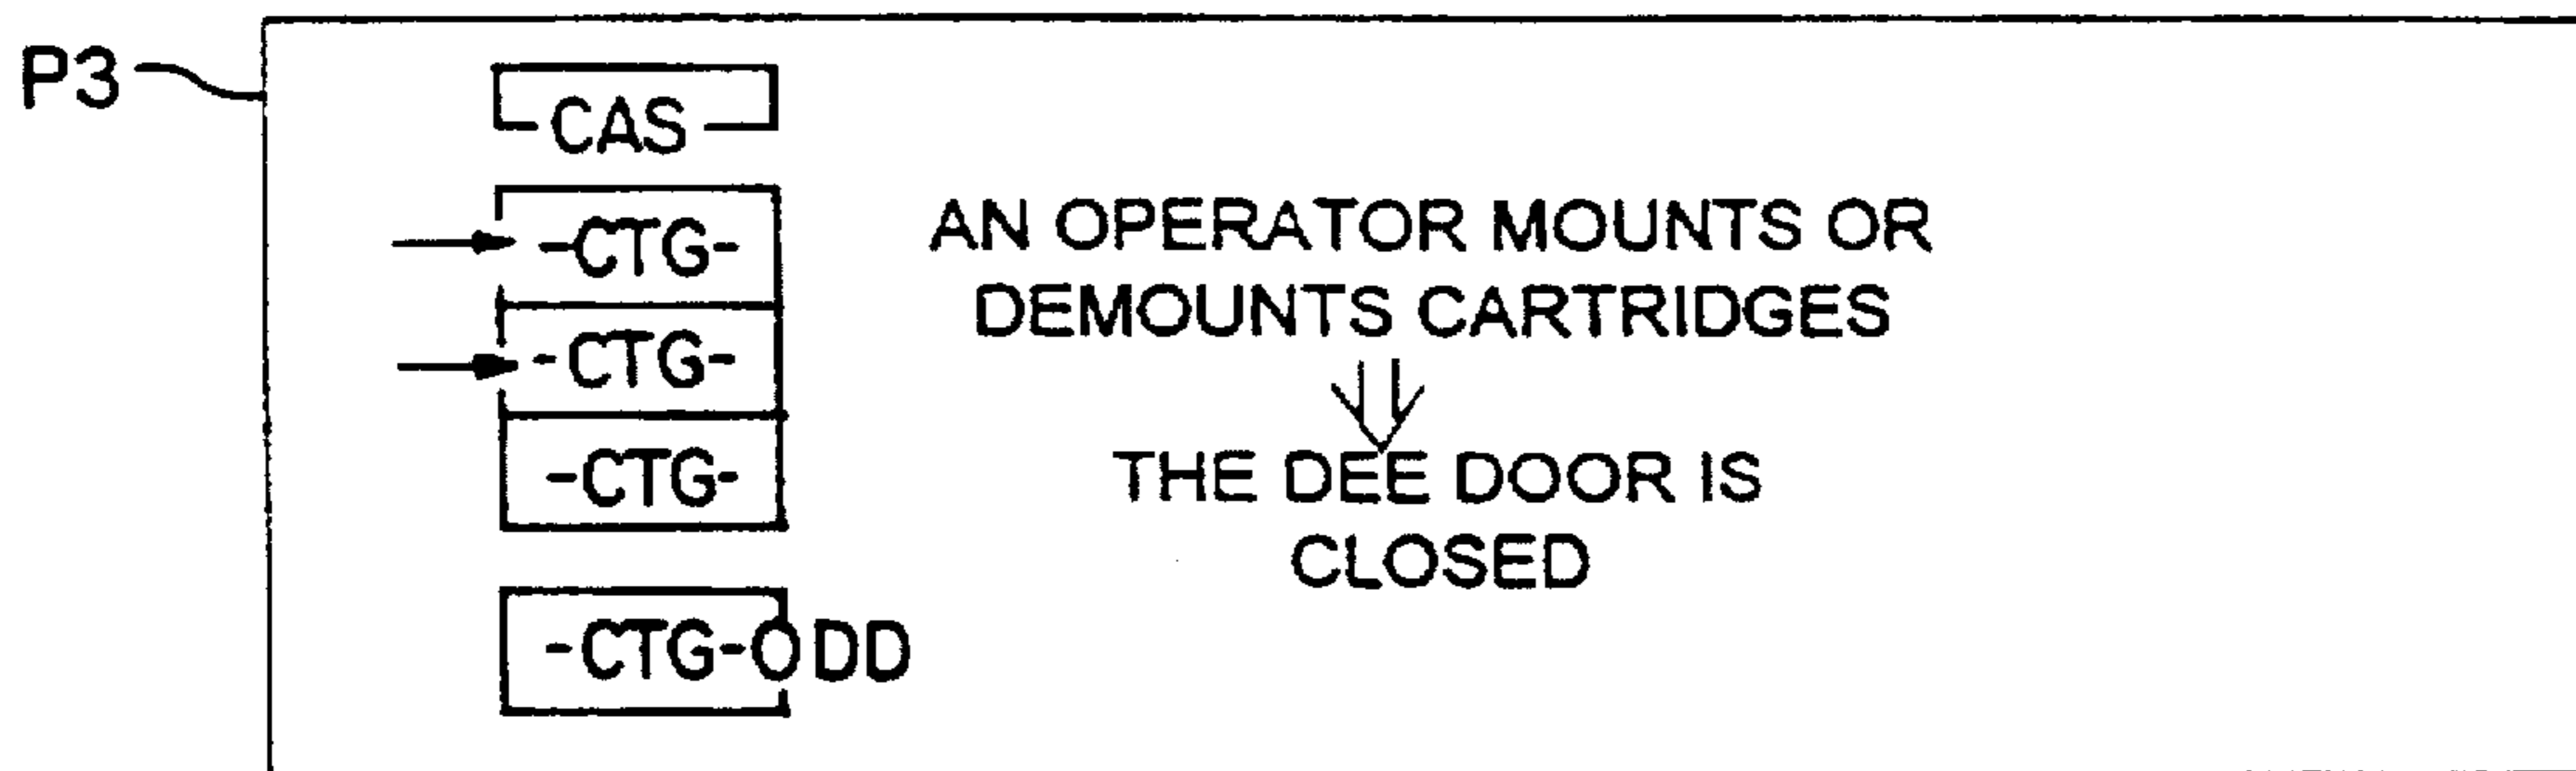 P3
CAS
-CTG-
-CTG-
-CTG-
-CTG-ODD
AN OPERATOR MOUNTS OR
DEMOUNTS CARTRIDGES
THE DEE DOOR IS
CLOSED